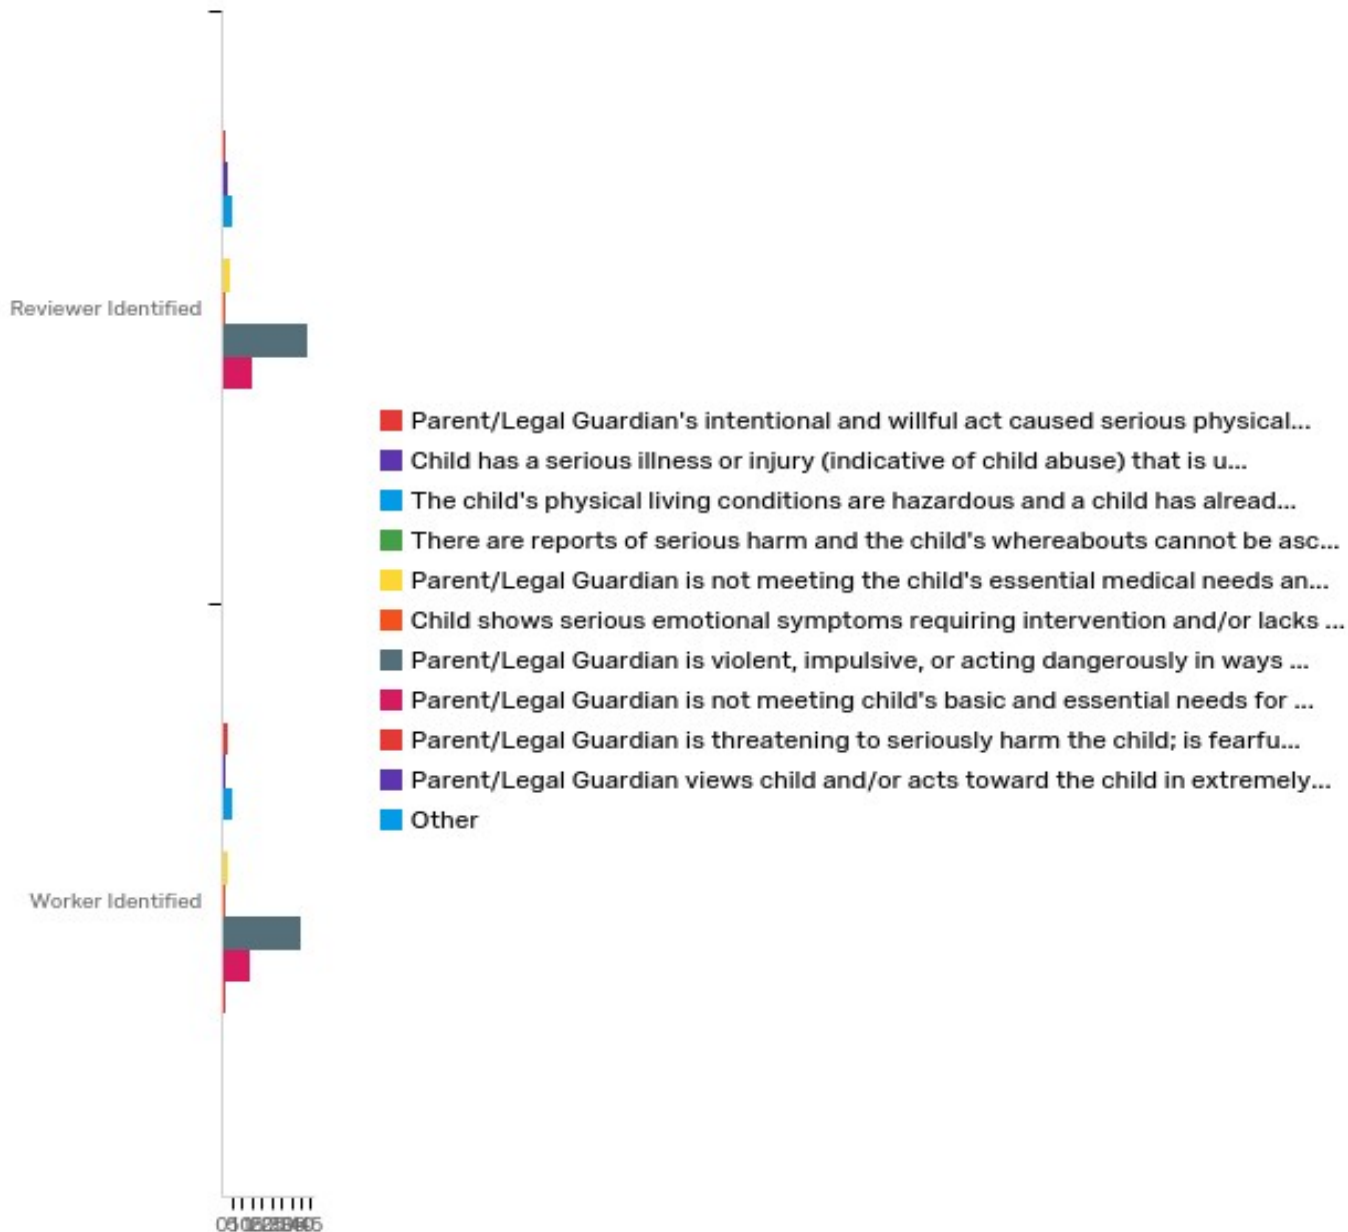 Reviewer Identified
Parent/Legal Guardian's intentional and willful act caused serious physical...
Child has a serious illness or injury (indicative of child abuse) that is u...
The child's physical living conditions are hazardous and a child has alread...
There are reports of serious harm and the child's whereabouts cannot be asc...
Parent/Legal Guardian is not meeting the child's essential medical needs an...
Child shows serious emotional symptoms requiring intervention and/or lacks ...
Parent/Legal Guardian is violent, impulsive, or acting dangerously in ways ...
Parent/Legal Guardian is not meeting child's basic and essential needs for ...
Parent/Legal Guardian is threatening to seriously harm the child; is fearfu...
Parent/Legal Guardian views child and/or acts toward the child in extremely...
Other
Worker Identified